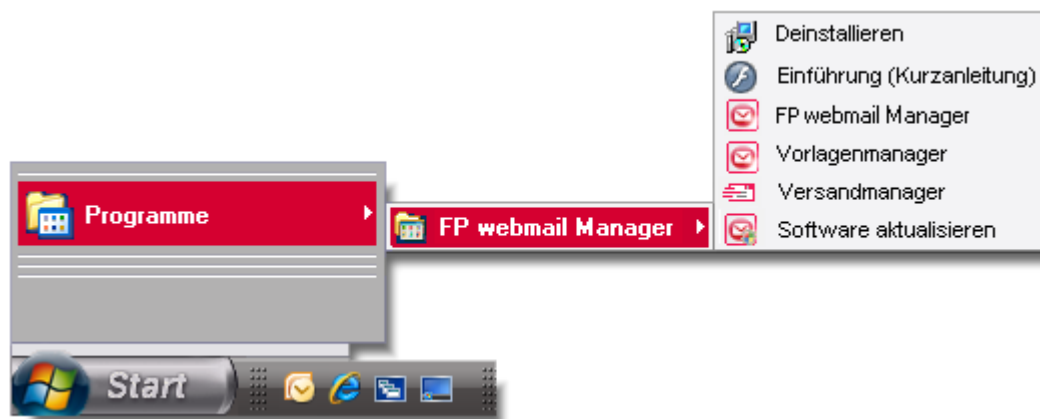 Deinstallieren
Einführung (Kurzanleitung)
FP webmail Manager
Vorlagenmanager
Versandmanager
Software aktualisieren
Programme
FP webmail Manager
Start